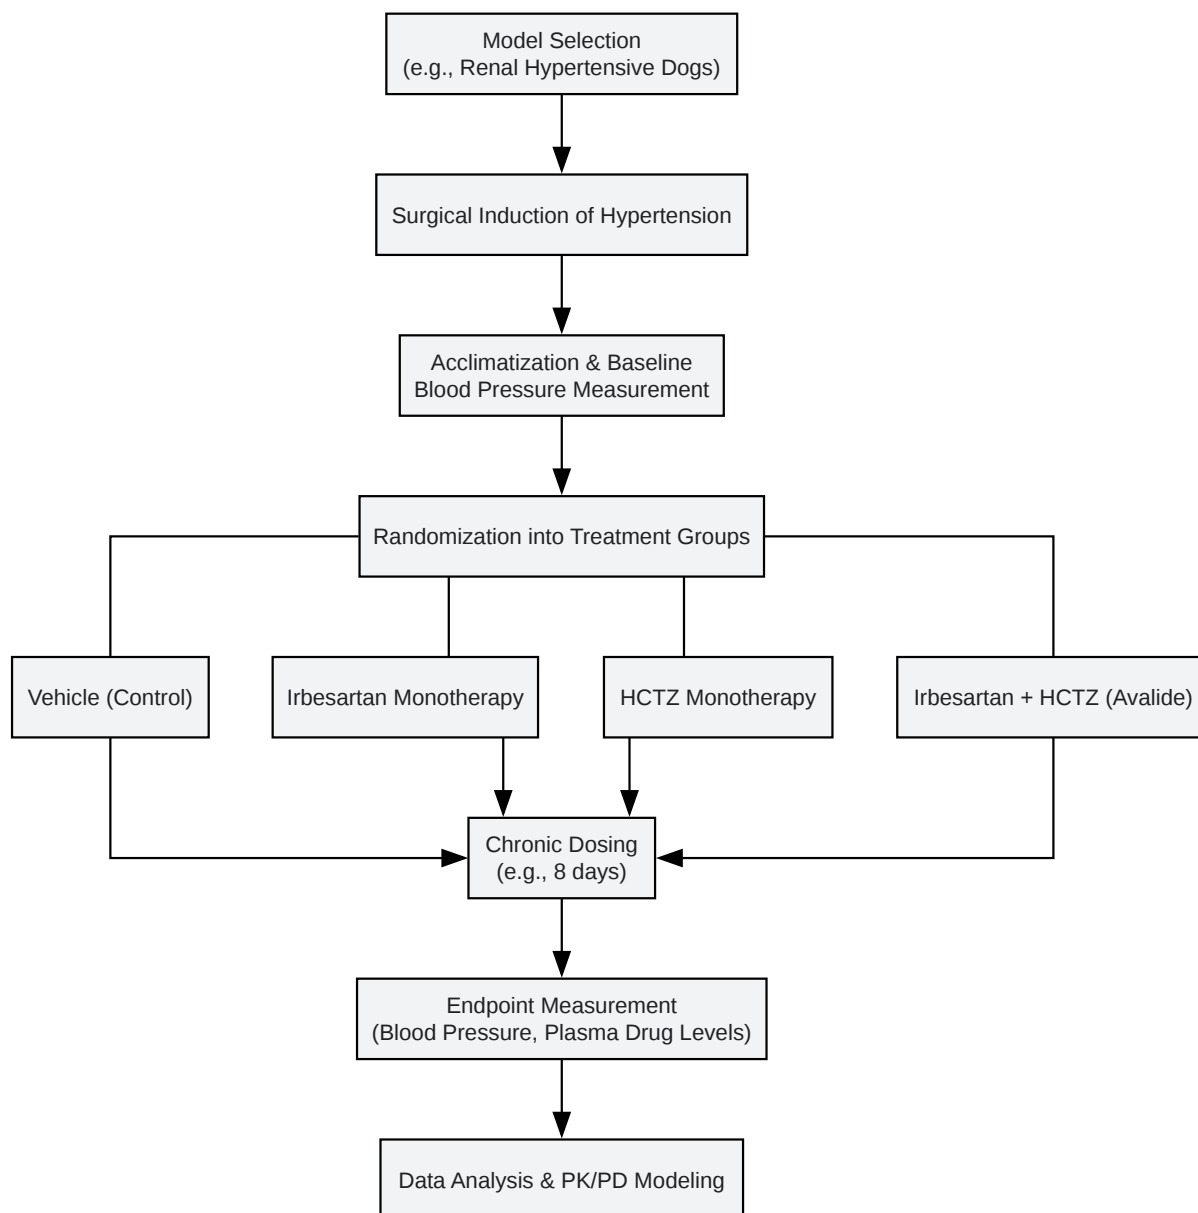 Model Selection
(e.g., Renal Hypertensive Dogs)
Surgical Induction of Hypertension
Acclimatization & Baseline
Blood Pressure Measurement
Randomization into Treatment Groups
Vehicle (Control)
Irbesartan Monotherapy
HCTZ Monotherapy
Irbesartan + HCTZ (Avalide)
Chronic Dosing
(e.g., 8 days)
Endpoint Measurement
(Blood Pressure, Plasma Drug Levels)
Data Analysis & PK/PD Modeling